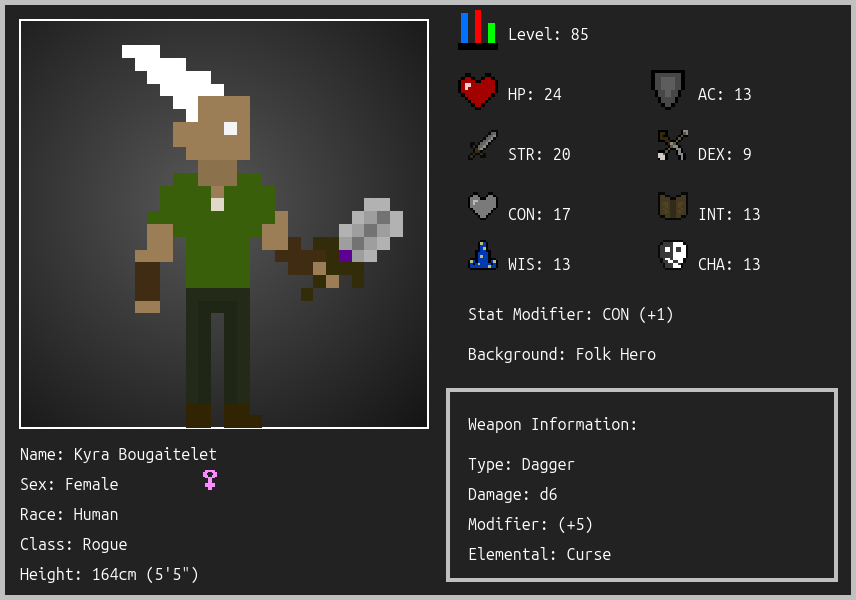 Level: 85
HP: 24
AC: 13
STR: 20
DEX: 9
CON: 17
INT: 13
WIS: 13
CHA: 13
Stat Modifier: CON (+1)
Background: Folk Hero
Weapon Information:
Type: Dagger
Damage: d6
Modifier: (+5)
Elemental: Curse
Name: Kyra Bougaitelet
Sex: Female
Race: Human
Class: Rogue
Height: 164cm (5'5")